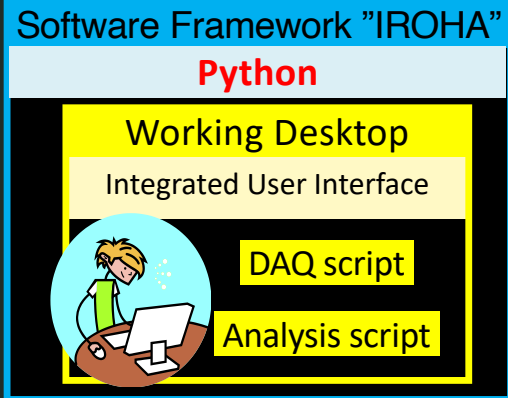 Software Framework ”IROHA”
Python
Working Desktop
Integrated User Interface
DAQ script
Analysis script